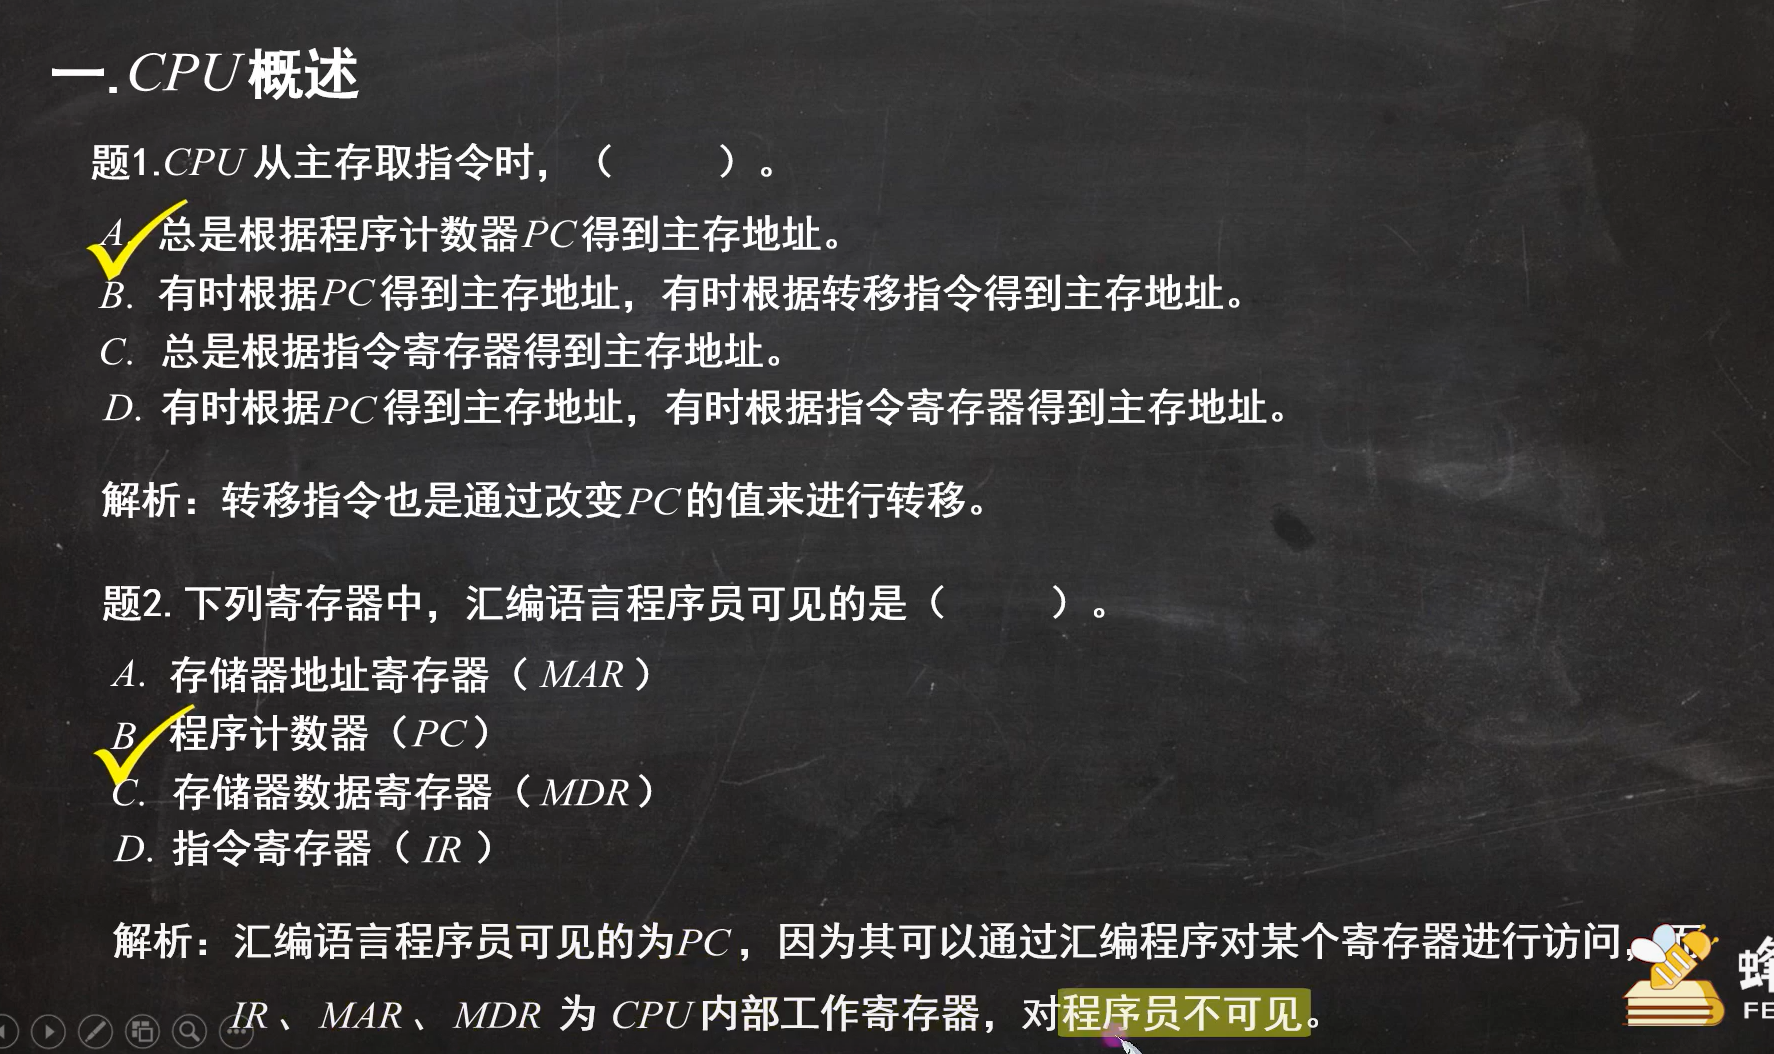 一.CPU概述
题1.CPU从主存取指令时，（ ）。
A. 总是根据程序计数器PC得到主存地址。
B. 有时根据PC得到主存地址，有时根据转移指令得到主存地址。
C. 总是根据指令寄存器得到主存地址。
D. 有时根据PC得到主存地址，有时根据指令寄存器得到主存地址。
解析：转移指令也是通过改变PC的值来进行转移。
题2.下列寄存器中，汇编语言程序员可见的是（ ）。
A. 存储器地址寄存器（MAR）
B 程序计数器（PC）
C. 存储器数据寄存器（MDR）
D. 指令寄存器（IR）
解析：汇编语言程序员可见的为PC，因为其可以通过汇编程序对某个寄存器进行访问，
IR、MAR、MDR 为 CPU内部工作寄存器，对程序员不可见。
FE